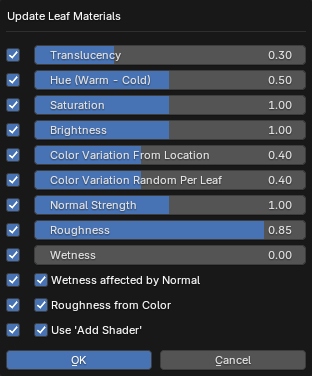 Update Leaf Materials
Translucency 0.30
Hue (Warm - Cold) 0.50
Saturation 1.00
Brightness 1.00
Color Variation From Location 0.40
Color Variation Random Per Leaf 0.40
Normal Strength 1.00
Roughness 0.85
Wetness 0.00
Wetness affected by Normal
Roughness from Color
Use 'Add Shader'
OK Cancel